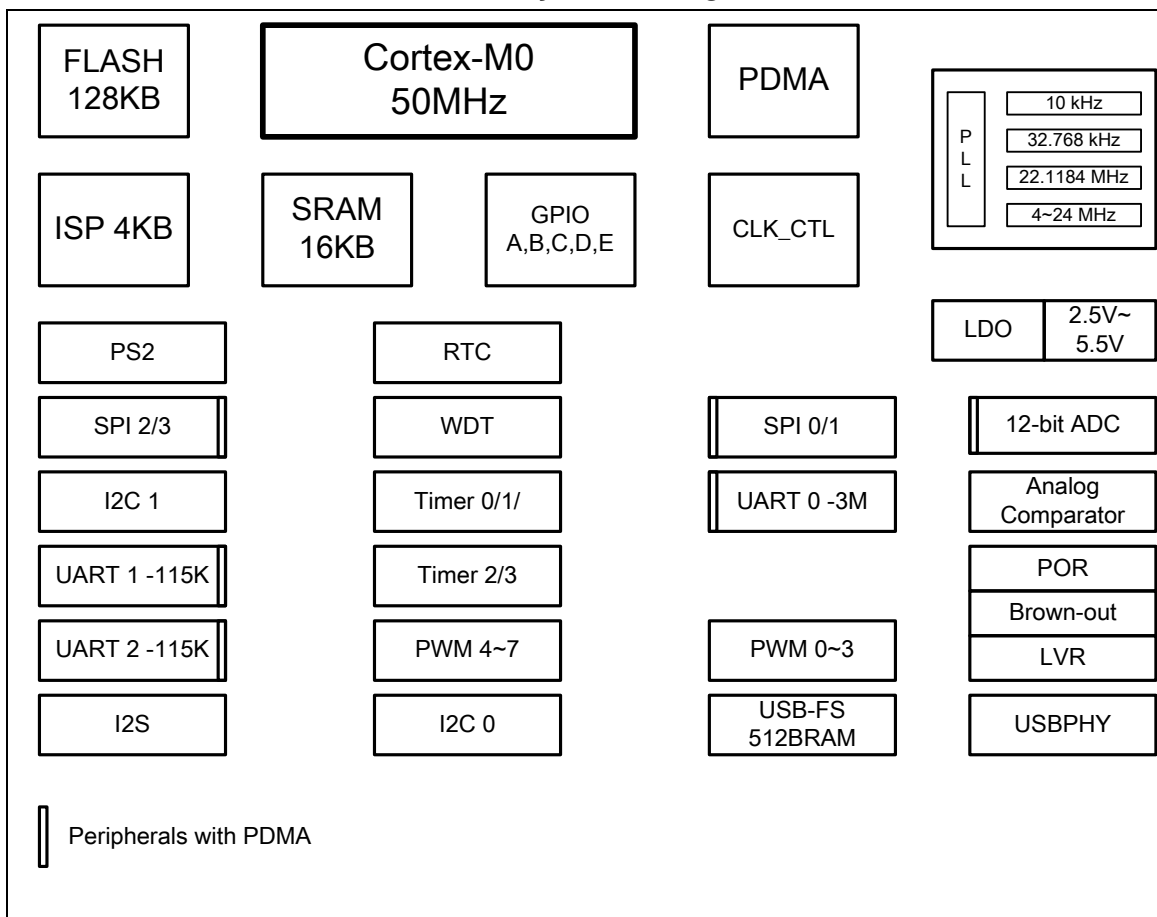 FLASH
128KB
Cortex-M0
50MHz
PDMA
P
L
L
10 kHz
32.768 kHz
22.1184 MHz
4~24 MHz
ISP 4KB
SRAM
16KB
GPIO
A,B,C,D,E
CLK_CTL
LDO
2.5V~
5.5V
PS2
RTC
SPI 2/3
WDT
SPI 0/1
12-bit ADC
I2C 1
Timer 0/1/
UART 0 -3M
Analog
Comparator
UART 1 -115K
Timer 2/3
POR
Brown-out
UART 2 -115K
PWM 4~7
PWM 0~3
LVR
I2S
I2C 0
USB-FS
512BRAM
USBPHY
Peripherals with PDMA